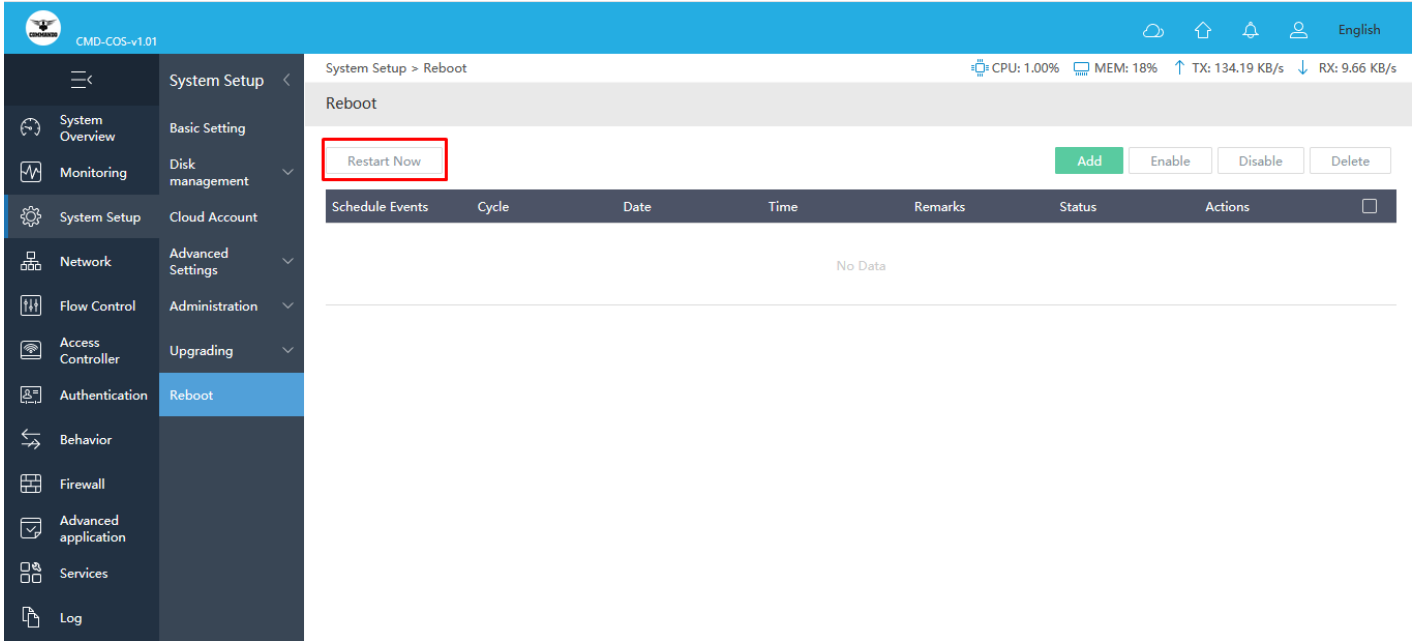 COMMANDO
CMD-COS-v1.01
English
System Setup
System Setup > Reboot
CPU: 1.00% MEM: 18% TX: 134.19 KB/s RX: 9.66 KB/s
Reboot
System
Overview
Monitoring
System Setup
Network
Flow Control
Access
Controller
Authentication
Behavior
Firewall
Advanced
application
Services
Log
Basic Setting
Disk
management
Cloud Account
Advanced
Settings
Administration
Upgrading
Reboot
Restart Now
Add Enable Disable Delete
Schedule Events Cycle Date Time Remarks Status Actions
No Data